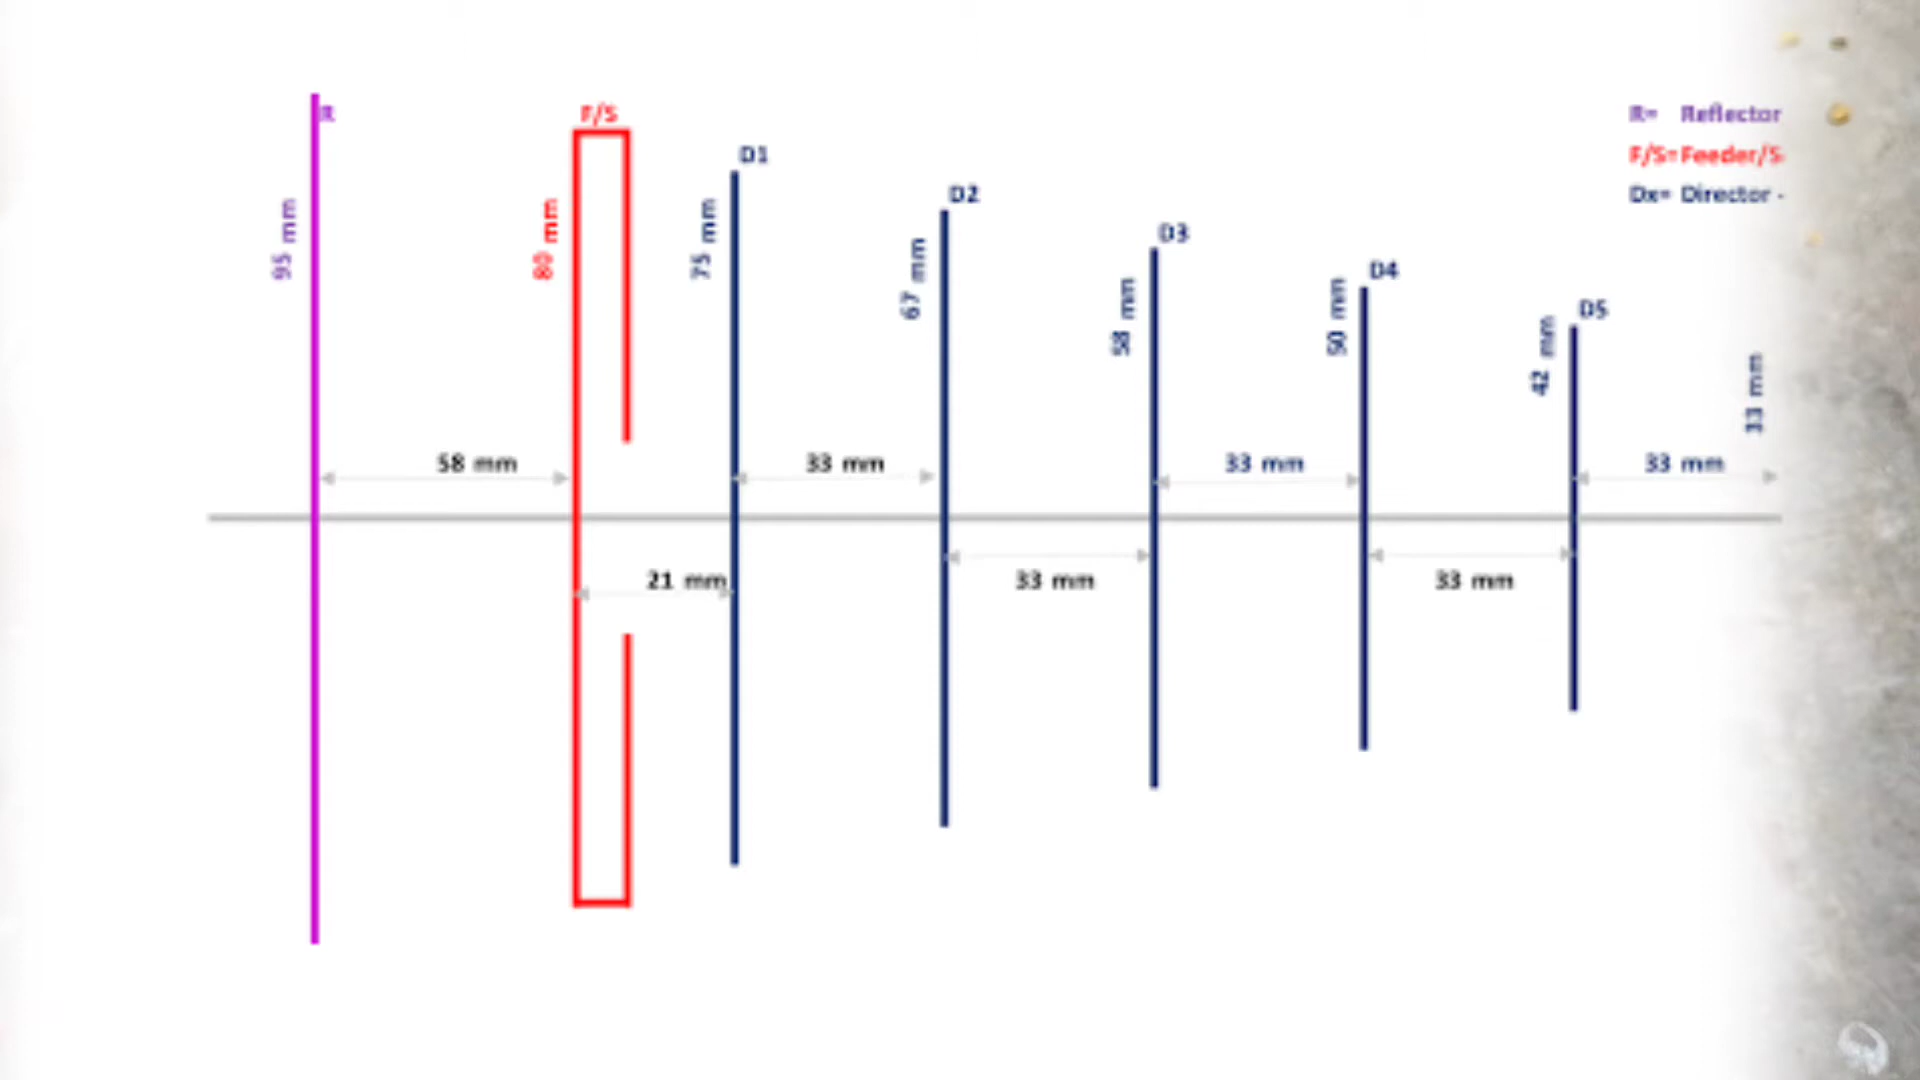 R
F/S
D1
D2
D3
D4
D5
R= Reflector
F/S=Feeder/S
Dx= Director -
95 mm
80 mm
75 mm
67 mm
58 mm
50 mm
42 mm
33 mm
58 mm
33 mm
33 mm
33 mm
21 mm
33 mm
33 mm